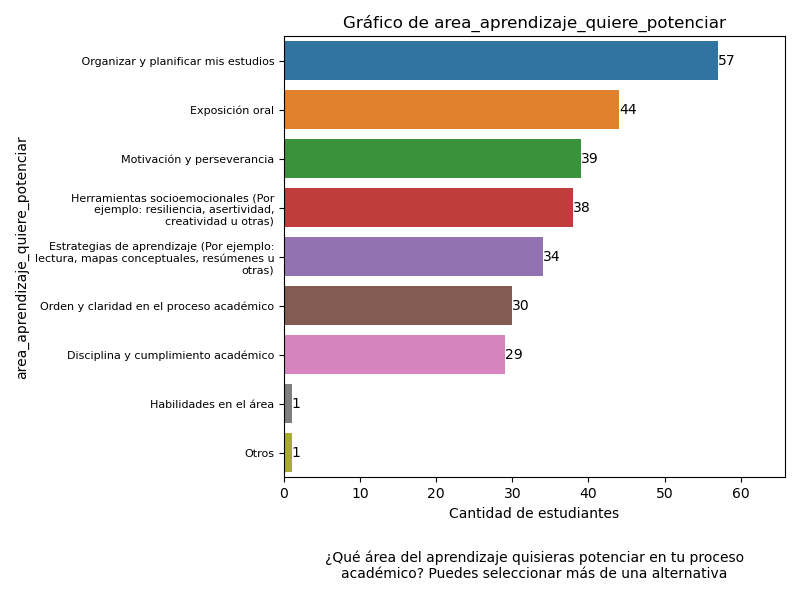 Gráfico de area_aprendizaje_quiere_potenciar
area_aprendizaje_quiere_potenciar
Organizar y planificar mis estudios
57
Exposición oral
44
Motivación y perseverancia
39
Herramientas socioemocionales (Por
ejemplo: resiliencia, asertividad,
creatividad u otras)
38
Estrategias de aprendizaje (Por ejemplo:
lectura, mapas conceptuales, resúmenes u
otras)
34
Orden y claridad en el proceso académico
30
Disciplina y cumplimiento académico
29
Habilidades en el área
1
Otros
1
0 10 20 30 40 50 60
Cantidad de estudiantes
¿Qué área del aprendizaje quisieras potenciar en tu proceso
académico? Puedes seleccionar más de una alternativa